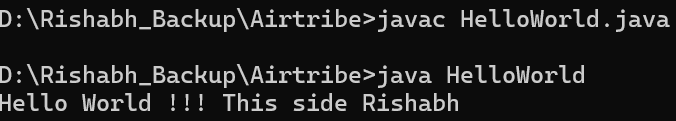 D:\Rishabh_Backup\Airtribe>javac HelloWorld.java
D:\Rishabh_Backup\Airtribe>java HelloWorld
Hello World !!! This side Rishabh